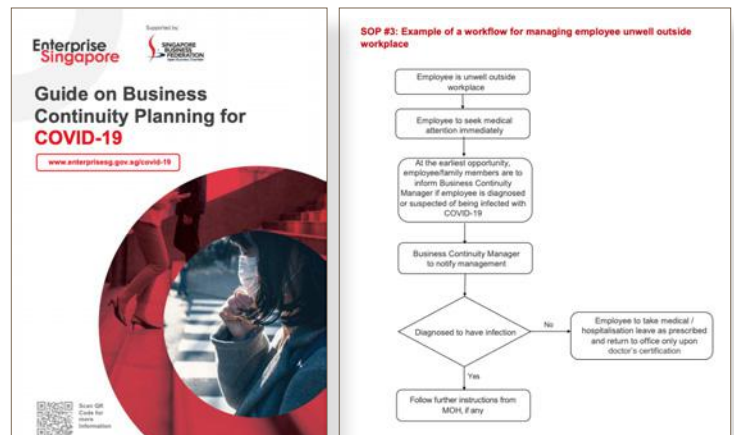 Supported by:
Enterprise
Singapore
SINGAPORE
BUSINESS
FEDERATION
Guide on Business
Continuity Planning for
COVID-19
www.enterprisesg.gov.sg/covid-19
Scan QR
Code for
more
information
SOP #3: Example of a workflow for managing employee unwell outside
workplace
Employee is unwell outside
workplace
Employee to seek medical
attention immediately
At the earliest opportunity,
employee/family members are to
inform Business Continuity
Manager if employee is diagnosed
or suspected of being infected with
COVID-19
Business Continuity Manager
to notify management
Diagnosed to have infection
No
Employee to take medical /
hospitalisation leave as prescribed
and return to office only upon
doctor's certification
Yes
Follow further instructions from
MOH, if any